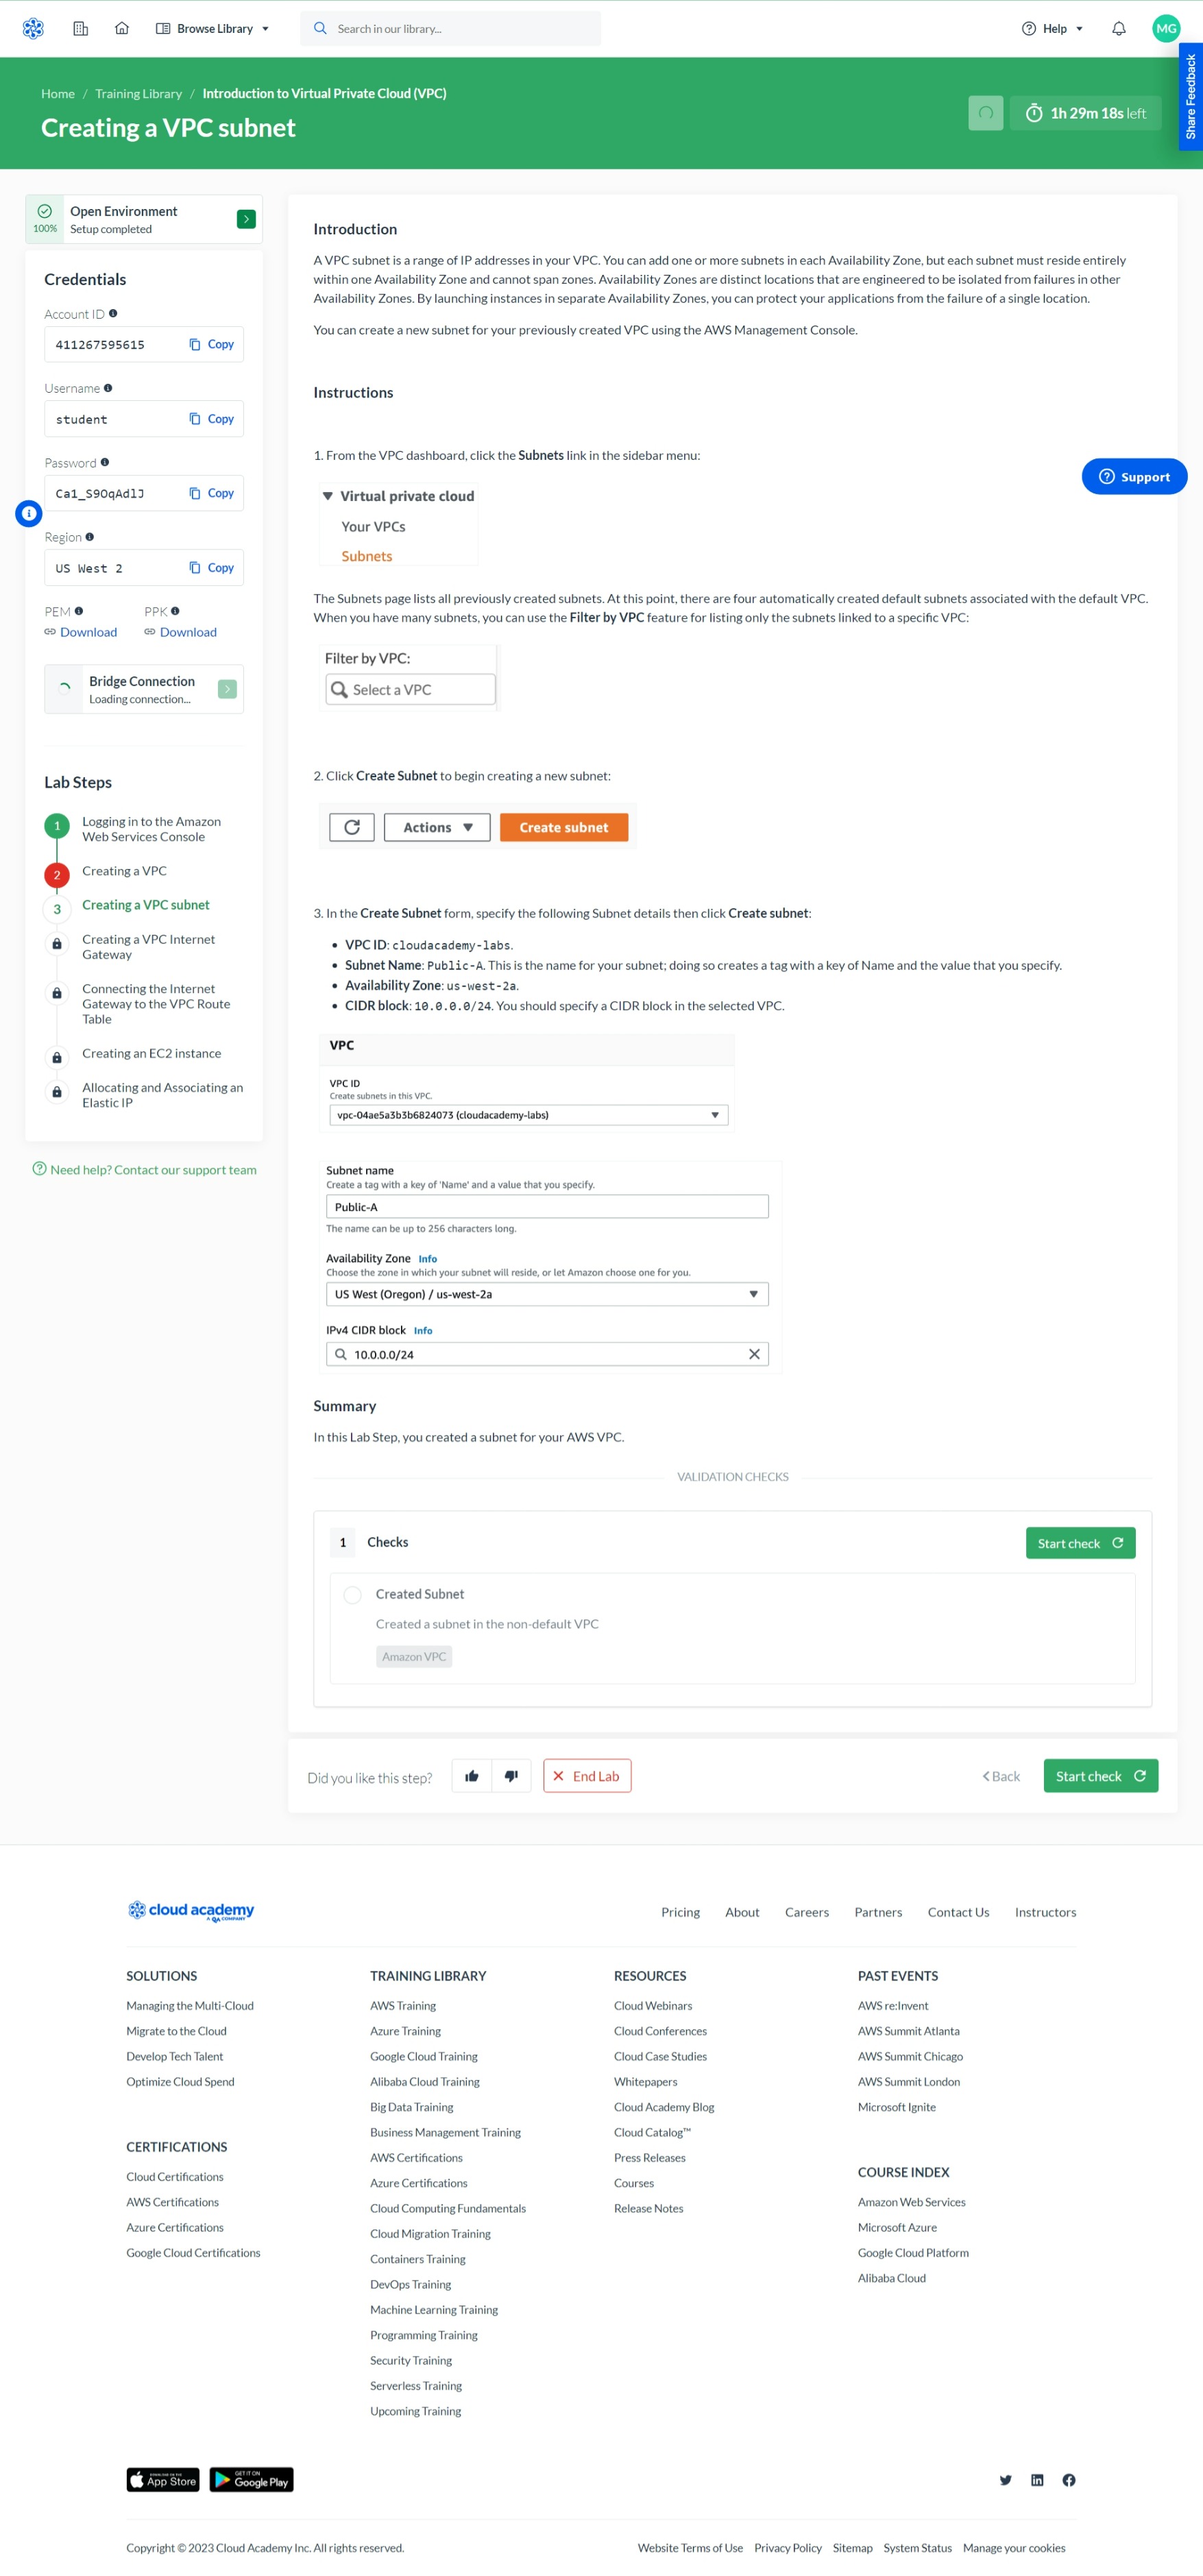 Browse Library
Search in our library...
Help
MG
Share Feedback
Home / Training Library / Introduction to Virtual Private Cloud (VPC)
Creating a VPC subnet
1h 29m 18s left
100%
Open Environment
Setup completed
Credentials
Account ID
411267595615 Copy
Username
student Copy
Password
Ca1_S9OqAdlJ Copy
Region
US West 2 Copy
PEM PPK
Download Download
Bridge Connection
Loading connection...
Lab Steps
1 Logging in to the Amazon
Web Services Console
2 Creating a VPC
3 Creating a VPC subnet
Creating a VPC Internet
Gateway
Connecting the Internet
Gateway to the VPC Route
Table
Creating an EC2 instance
Allocating and Associating an
Elastic IP
Need help? Contact our support team
Introduction
A VPC subnet is a range of IP addresses in your VPC. You can add one or more subnets in each Availability Zone, but each subnet must reside entirely
within one Availability Zone and cannot span zones. Availability Zones are distinct locations that are engineered to be isolated from failures in other
Availability Zones. By launching instances in separate Availability Zones, you can protect your applications from the failure of a single location.
You can create a new subnet for your previously created VPC using the AWS Management Console.
Instructions
1. From the VPC dashboard, click the Subnets link in the sidebar menu:
Support
Virtual private cloud
Your VPCs
Subnets
The Subnets page lists all previously created subnets. At this point, there are four automatically created default subnets associated with the default VPC.
When you have many subnets, you can use the Filter by VPC feature for listing only the subnets linked to a specific VPC:
Filter by VPC:
Select a VPC
2. Click Create Subnet to begin creating a new subnet:
Actions Create subnet
3. In the Create Subnet form, specify the following Subnet details then click Create subnet:
• VPC ID: cloudacademy-labs.
• Subnet Name: Public-A. This is the name for your subnet; doing so creates a tag with a key of Name and the value that you specify.
• Availability Zone: us-west-2a.
• CIDR block: 10.0.0.0/24. You should specify a CIDR block in the selected VPC.
VPC
VPC ID
Create subnets in this VPC.
vpc-04ae5a3b3b6824073 (cloudacademy-labs)
Subnet name
Create a tag with a key of 'Name' and a value that you specify.
Public-A
The name can be up to 256 characters long.
Availability Zone Info
Choose the zone in which your subnet will reside, or let Amazon choose one for you.
US West (Oregon) / us-west-2a
IPv4 CIDR block Info
10.0.0.0/24
Summary
In this Lab Step, you created a subnet for your AWS VPC.
VALIDATION CHECKS
1 Checks Start check
Created Subnet
Created a subnet in the non-default VPC
Amazon VPC
Did you like this step? End Lab Back Start check
cloud academy
A QA COMPANY
Pricing About Careers Partners Contact Us Instructors
SOLUTIONS
Managing the Multi-Cloud
Migrate to the Cloud
Develop Tech Talent
Optimize Cloud Spend
CERTIFICATIONS
Cloud Certifications
AWS Certifications
Azure Certifications
Google Cloud Certifications
TRAINING LIBRARY
AWS Training
Azure Training
Google Cloud Training
Alibaba Cloud Training
Big Data Training
Business Management Training
AWS Certifications
Azure Certifications
Cloud Computing Fundamentals
Cloud Migration Training
Containers Training
DevOps Training
Machine Learning Training
Programming Training
Security Training
Serverless Training
Upcoming Training
RESOURCES
Cloud Webinars
Cloud Conferences
Cloud Case Studies
Whitepapers
Cloud Academy Blog
Cloud Catalog™
Press Releases
Courses
Release Notes
PAST EVENTS
AWS re:Invent
AWS Summit Atlanta
AWS Summit Chicago
AWS Summit London
Microsoft Ignite
COURSE INDEX
Amazon Web Services
Microsoft Azure
Google Cloud Platform
Alibaba Cloud
Download on the
App Store
GET IT ON
Google Play
Copyright © 2023 Cloud Academy Inc. All rights reserved.
Website Terms of Use Privacy Policy Sitemap System Status Manage your cookies